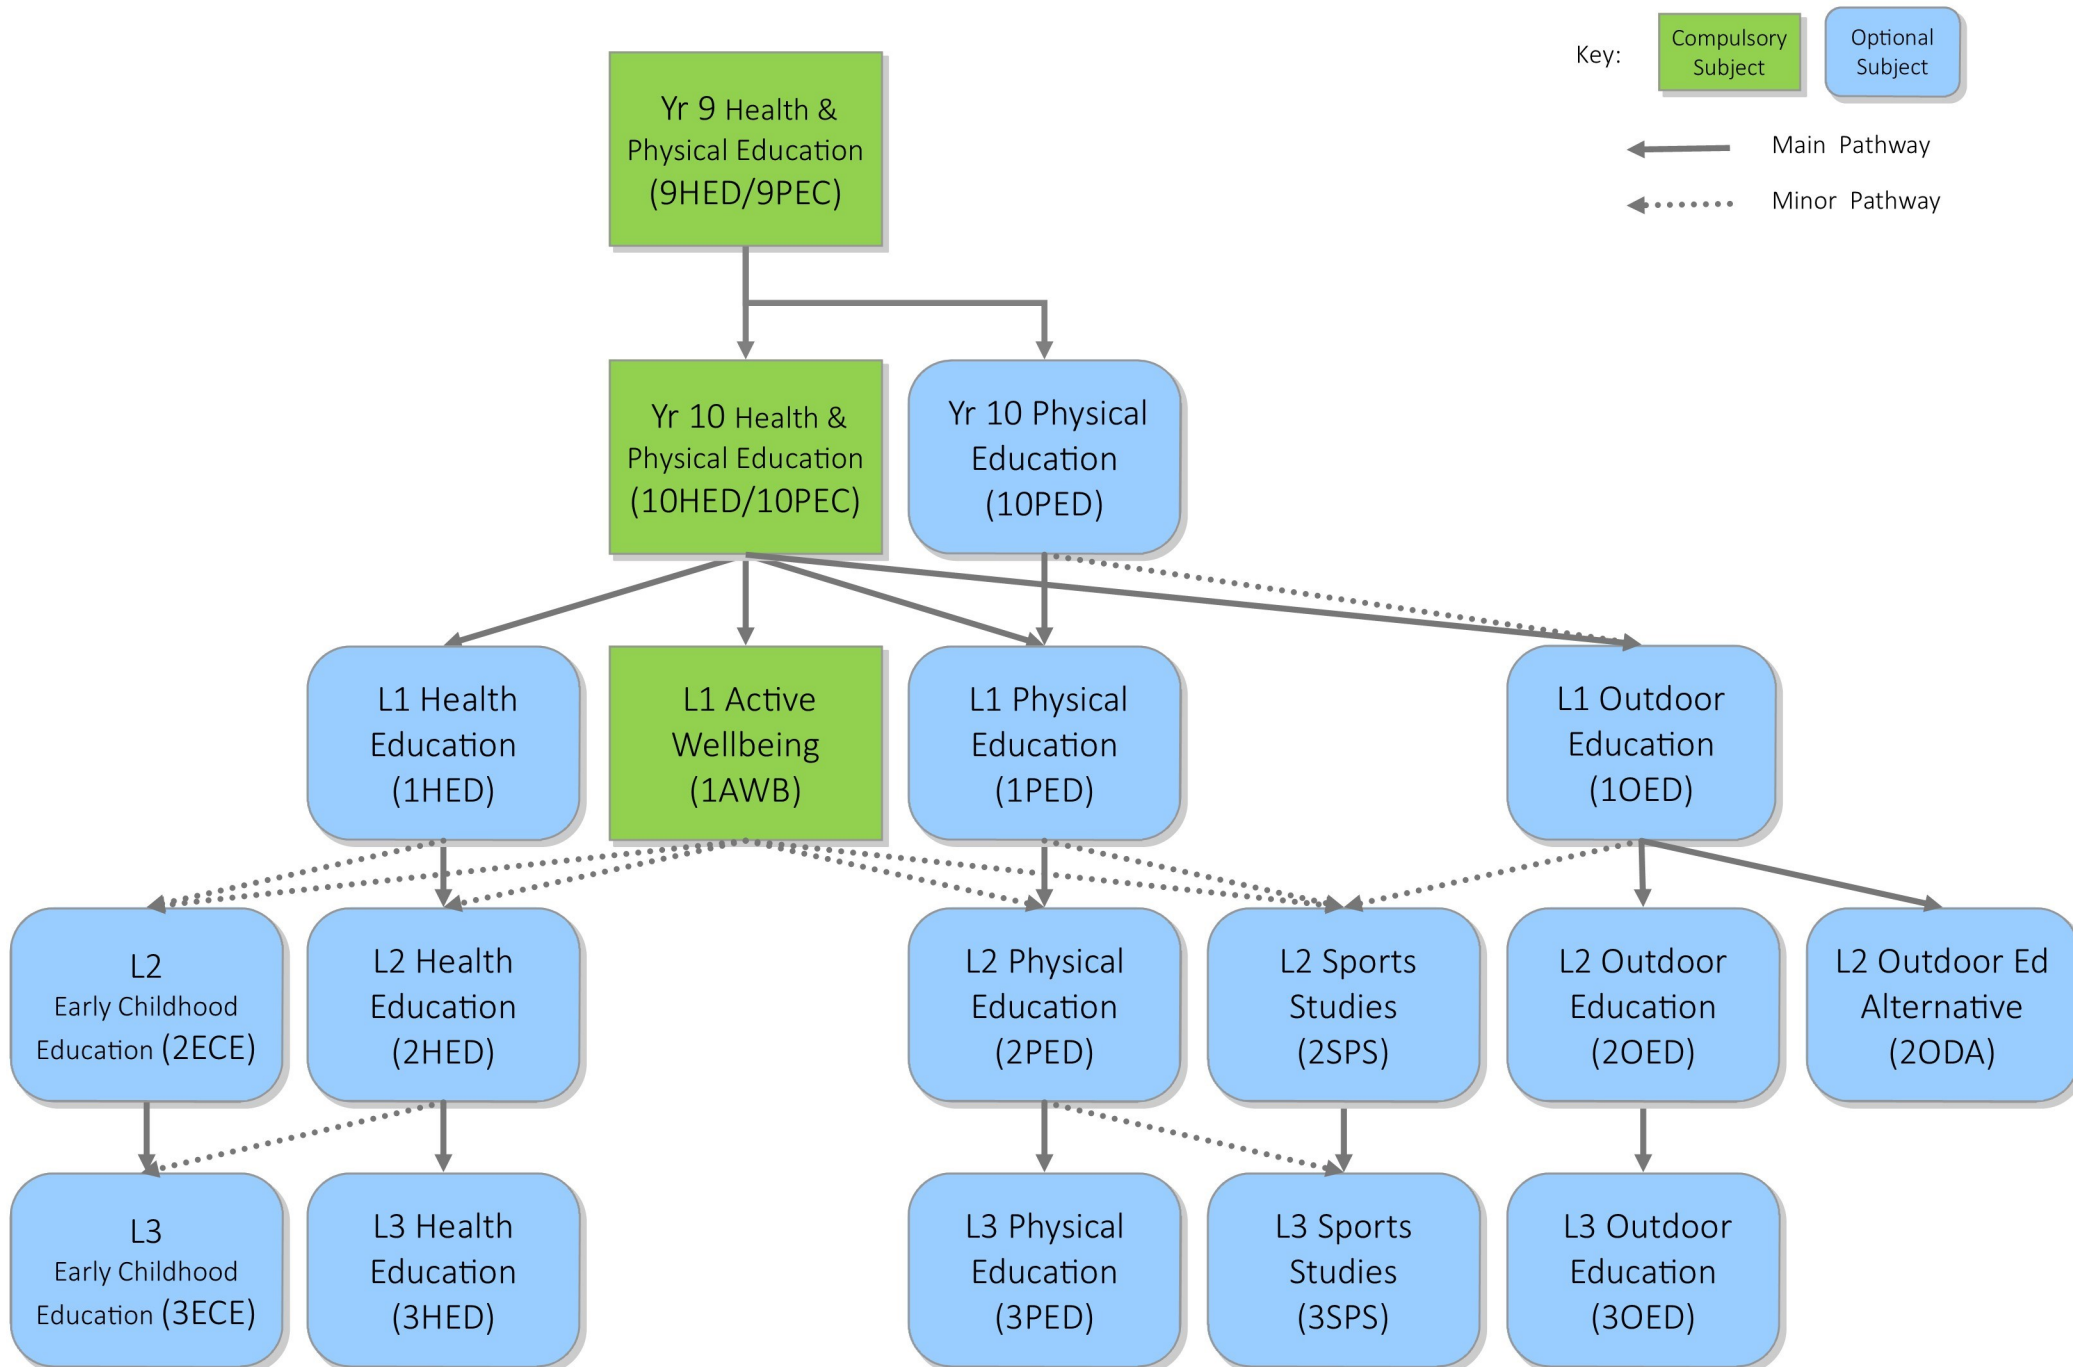 Key:
Compulsory
Subject
Optional
Subject
Main Pathway
Minor Pathway
Yr 9 Health &
Physical Education
(9HED/9PEC)
Yr 10 Health &
Physical Education
(10HED/10PEC)
Yr 10 Physical
Education
(10PED)
L1 Health
Education
(1HED)
L1 Active
Wellbeing
(1AWB)
L1 Physical
Education
(1PED)
L1 Outdoor
Education
(1OED)
L2
Early Childhood
Education (2ECE)
L2 Health
Education
(2HED)
L2 Physical
Education
(2PED)
L2 Sports
Studies
(2SPS)
L2 Outdoor
Education
(2OED)
L2 Outdoor Ed
Alternative
(2ODA)
L3
Early Childhood
Education (3ECE)
L3 Health
Education
(3HED)
L3 Physical
Education
(3PED)
L3 Sports
Studies
(3SPS)
L3 Outdoor
Education
(3OED)